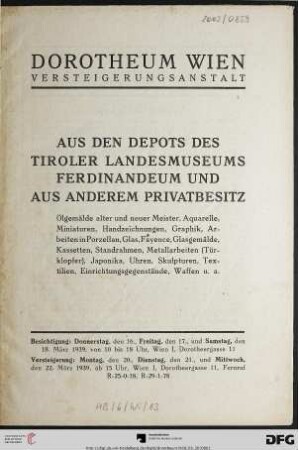 DOROTHEUM WIEN
VERSTEIGERUNGSANSTALT
AUS DEN DEPOTS DES
TIROLER LANDESMUSEUMS
FERDINANDEUM UND
AUS ANDEREM PRIVATBESITZ
Ölgemälde alter und neuer Meister, Aquarelle,
Miniaturen, Handzeichnungen, Graphik, Ar-
beiten in Porzellan, Glas, Fayence, Glasgemälde,
Kassetten, Standrahmen, Metallarbeiten (Tür-
klopfer), Japonika, Uhren, Skulpturen, Tex-
tilien, Einrichtungsgegenstände, Waffen u. a.
Besichtigung: Donnerstag, den 16., Freitag, den 17., und Samstag, den
18. März 1939, von 10 bis 18 Uhr, Wien I, Dorotheergasse 11
Versteigerung: Montag, den 20., Dienstag, den 21., und Mittwoch,
den 22. März 1939, ab 15 Uhr, Wien I, Dorotheergasse 11, Fernruf
R-25-0-56, R-29-1-78